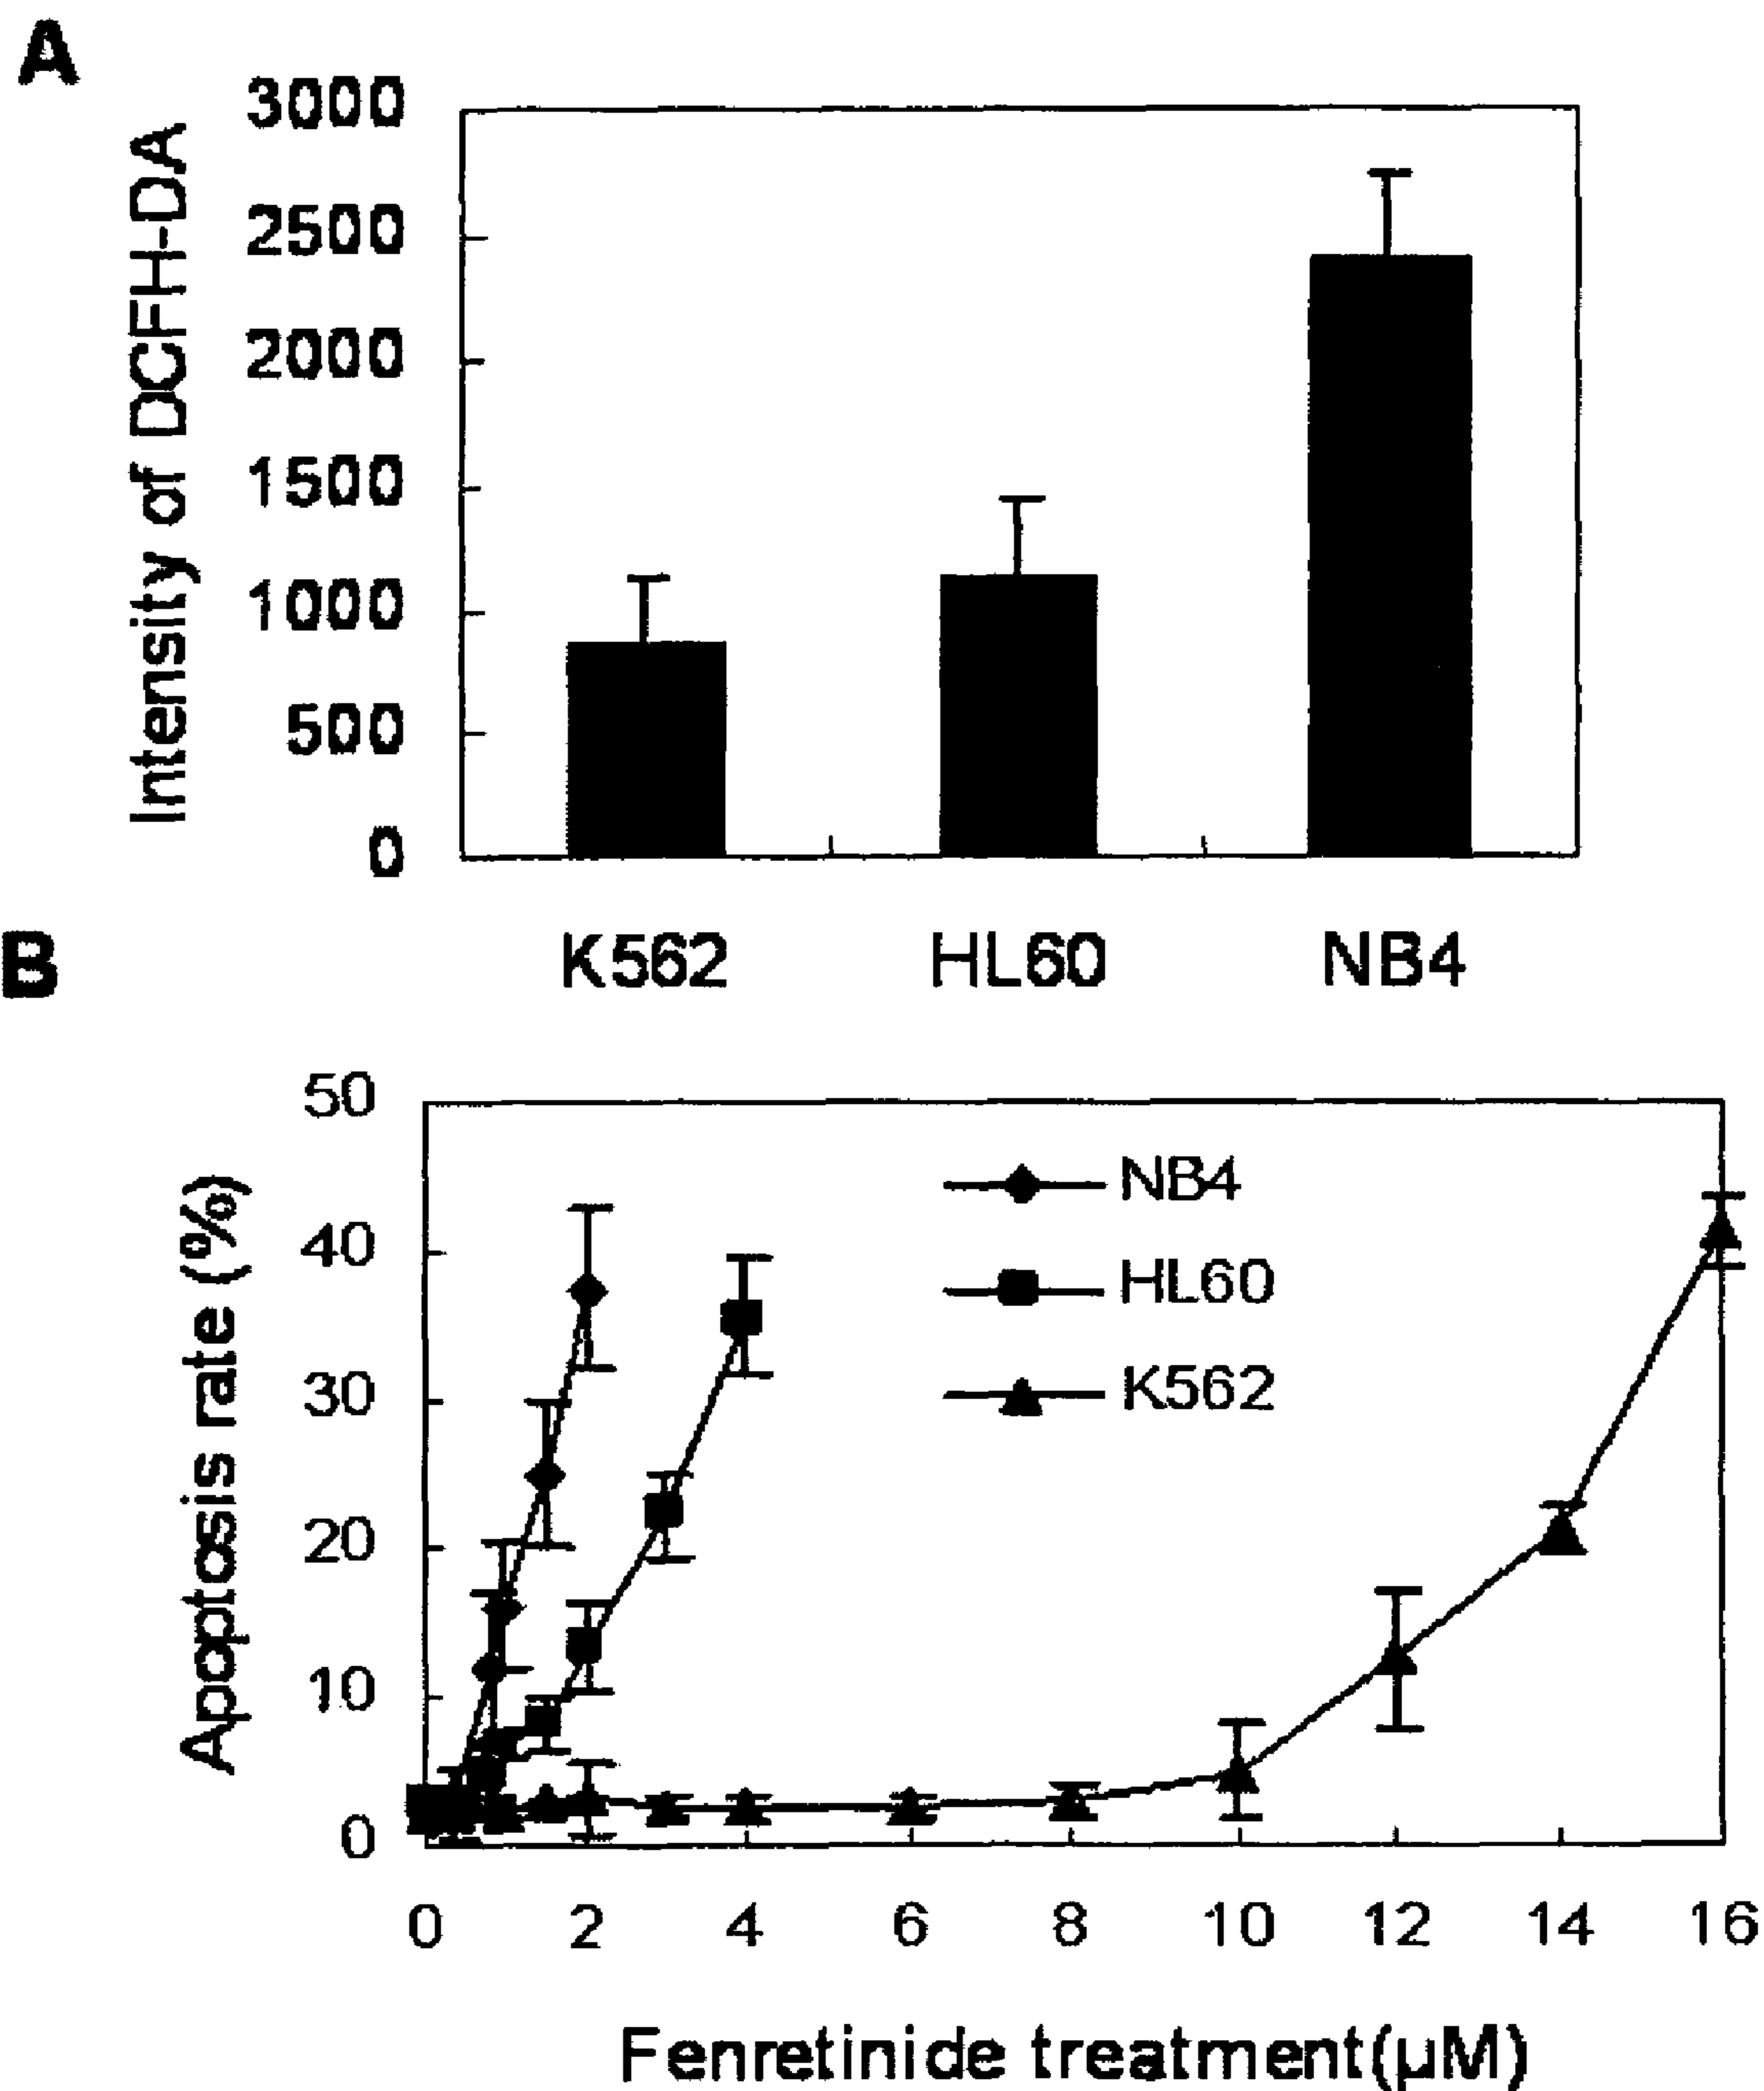 A
Intensity of DCFH-DA
3000
2500
2000
1500
1000
500
0
K562 HL60 NB4
B
Apoptosis rate (%)
50
40
30
20
10
0
NB4
HL60
K562
0 2 4 6 8 10 12 14 16
Fenretinide treatment(μM)